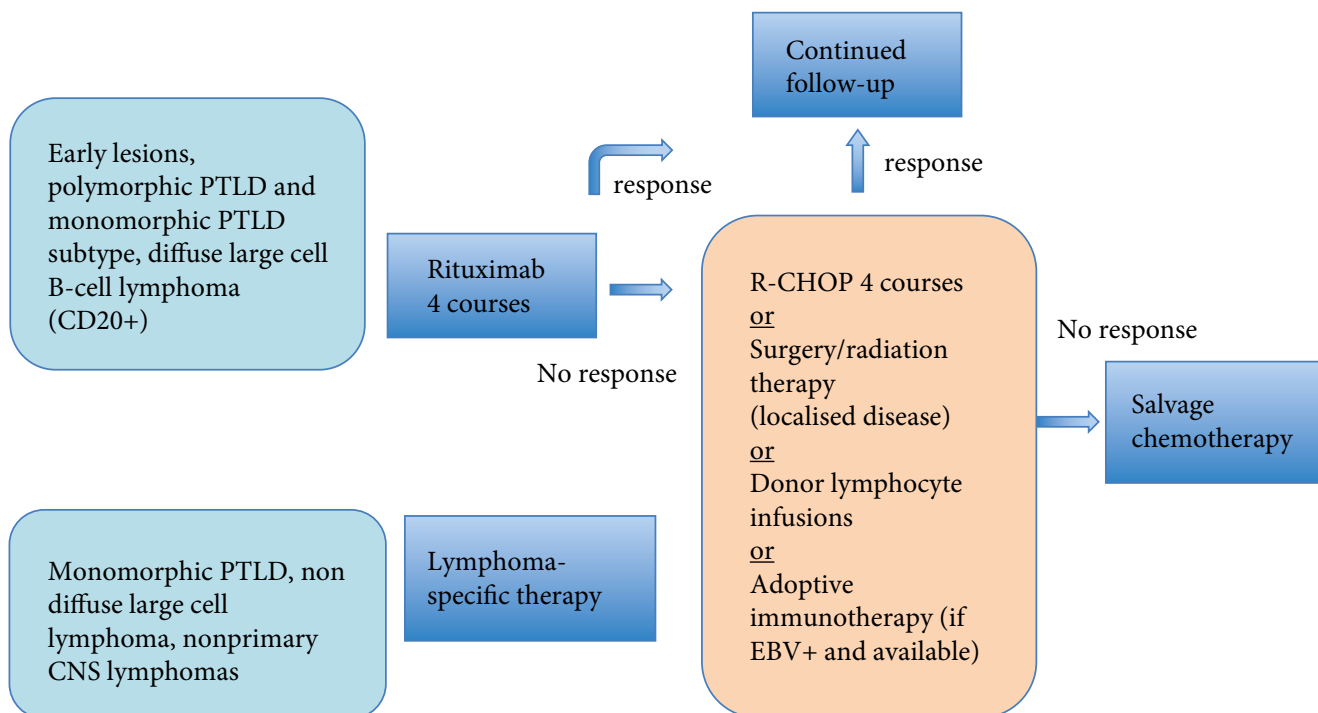 Early lesions,
polymorphic PTLD and
monomorphic PTLD
subtype, diffuse large cell
B-cell lymphoma
(CD20+)
Rituximab
4 courses
response
No response
Continued
follow-up
response
R-CHOP 4 courses
or
Surgery/radiation
therapy
(localised disease)
or
Donor lymphocyte
infusions
or
Adoptive
immunotherapy (if
EBV+ and available)
No response
Salvage
chemotherapy
Monomorphic PTLD, non
diffuse large cell
lymphoma, nonprimary
CNS lymphomas
Lymphoma-
specific therapy